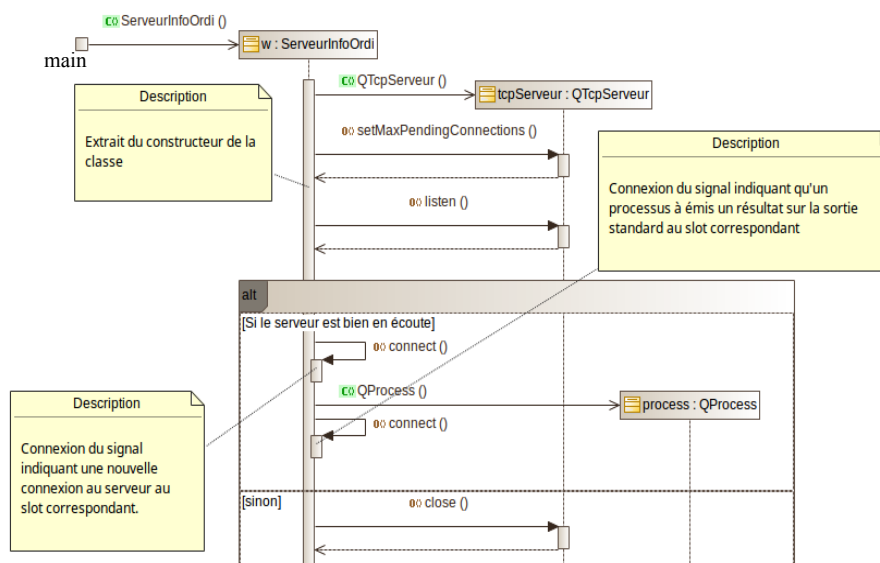 ServeurInfoOrdi ()
main
w : ServeurInfoOrdi
QTcpServeur ()
tcpServeur : QTcpServeur
Description
Extrait du constructeur de la
classe
setMaxPendingConnections ()
Description
Connexion du signal indiquant qu'un
processus à émis un résultat sur la sortie
standard au slot correspondant
listen ()
alt
[Si le serveur est bien en écoute]
connect ()
QProcess ()
process : QProcess
connect ()
Description
Connexion du signal
indiquant une nouvelle
connexion au serveur au
slot correspondant.
[sinon]
close ()